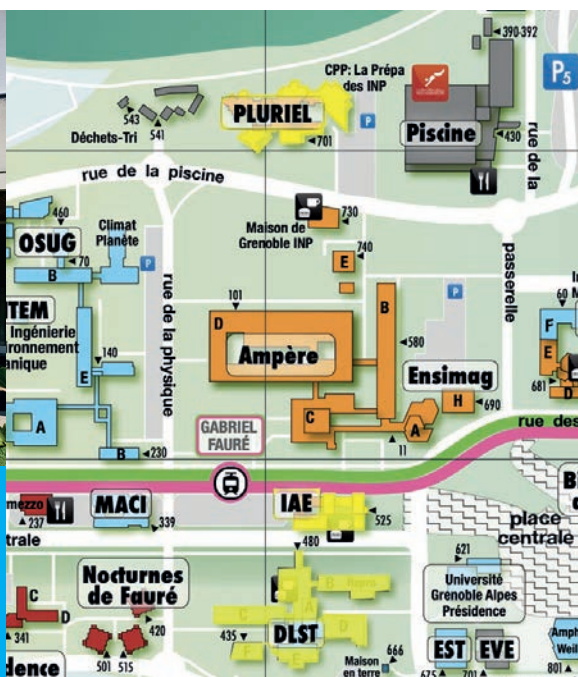 390-392
CPP: La Prépa
des INP
P5
543
541
Déchets-Tri
PLURIEL
701
P
Piscine
430
rue de la
rue de la piscine
460
OSUG
70
B
Climat
Planète
P
Maison de
Grenoble INP
730
740
E
passerelle
TEM
Ingénierie
ronnement
anique
140
E
A
B
230
rue de la physique
101
D
Ampère
B
580
P
Ensimag
H
690
C
A
11
60
F
E
681
D
GABRIEL
FAURÉ
rue des
mezzo
237
trale
MACI
339
IAE
525
place
centrale
480
Nocturnes
de Fauré
C
D
341
420
501
515
dence
B
A
C
D
435
DLST
F
E
666
Maison
en terre
621
Université
Grenoble Alpes
Présidence
EST
EVE
675
701
Amph
Weil
801